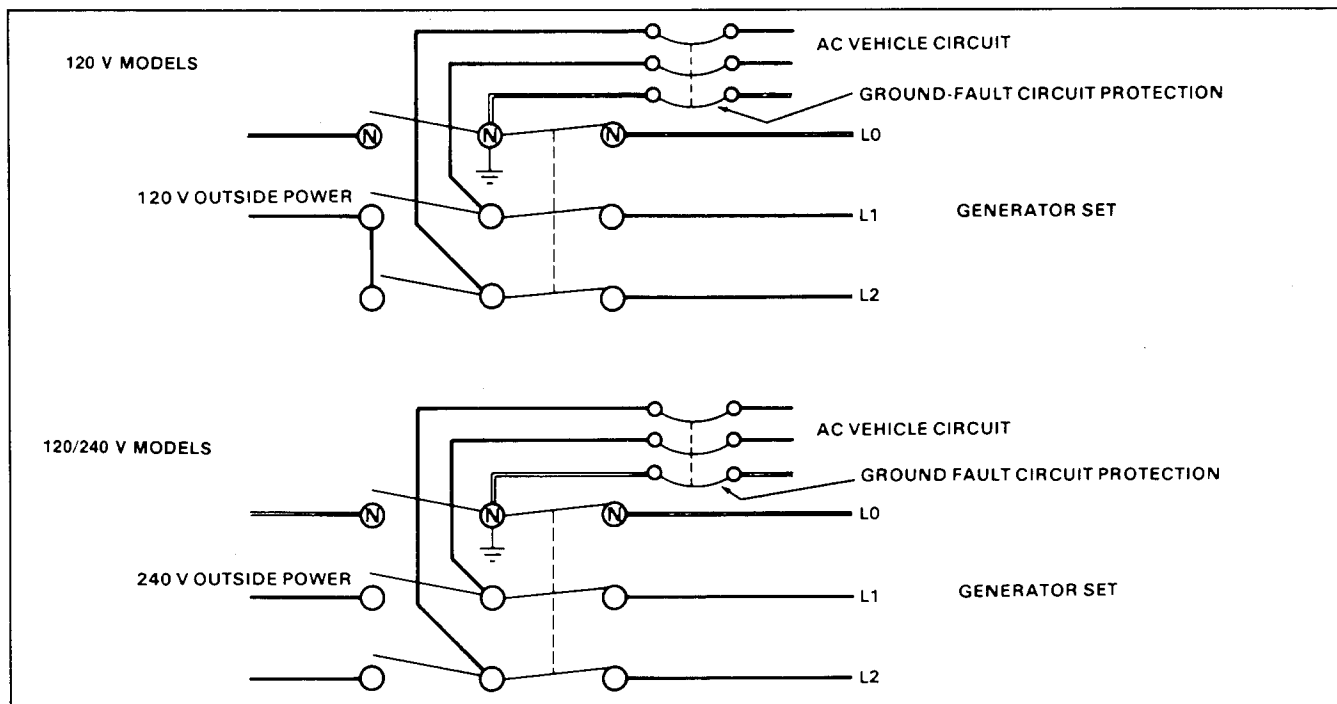 AC VEHICLE CIRCUIT
120 V MODELS
GROUND-FAULT CIRCUIT PROTECTION
N
N
N
L0
120 V OUTSIDE POWER
L1
GENERATOR SET
L2
AC VEHICLE CIRCUIT
120/240 V MODELS
GROUND FAULT CIRCUIT PROTECTION
N
N
N
L0
240 V OUTSIDE POWER
L1
GENERATOR SET
L2